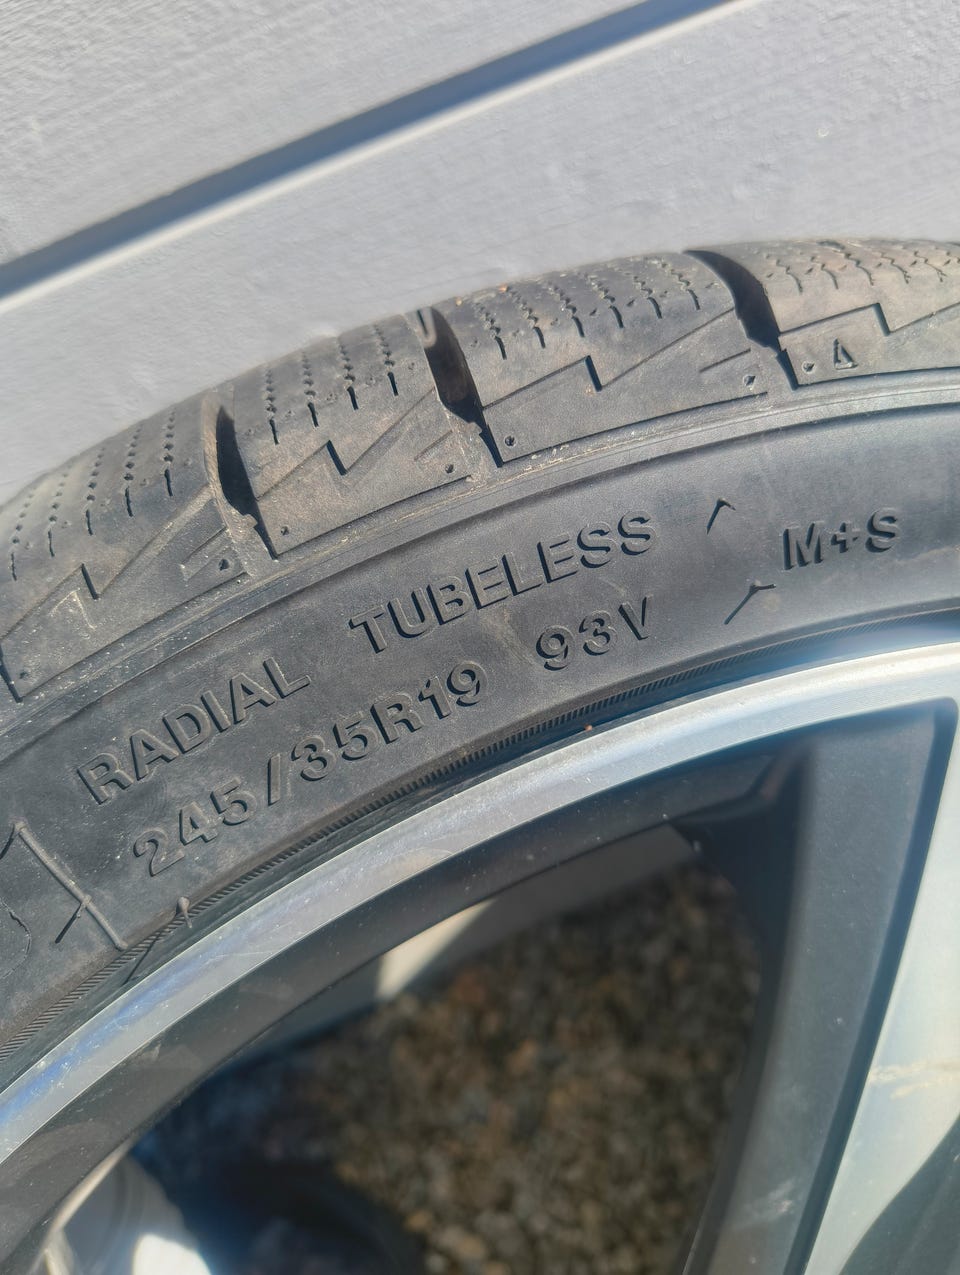 RADIAL TUBELESS
245/35R19 93V
M+S
Δ